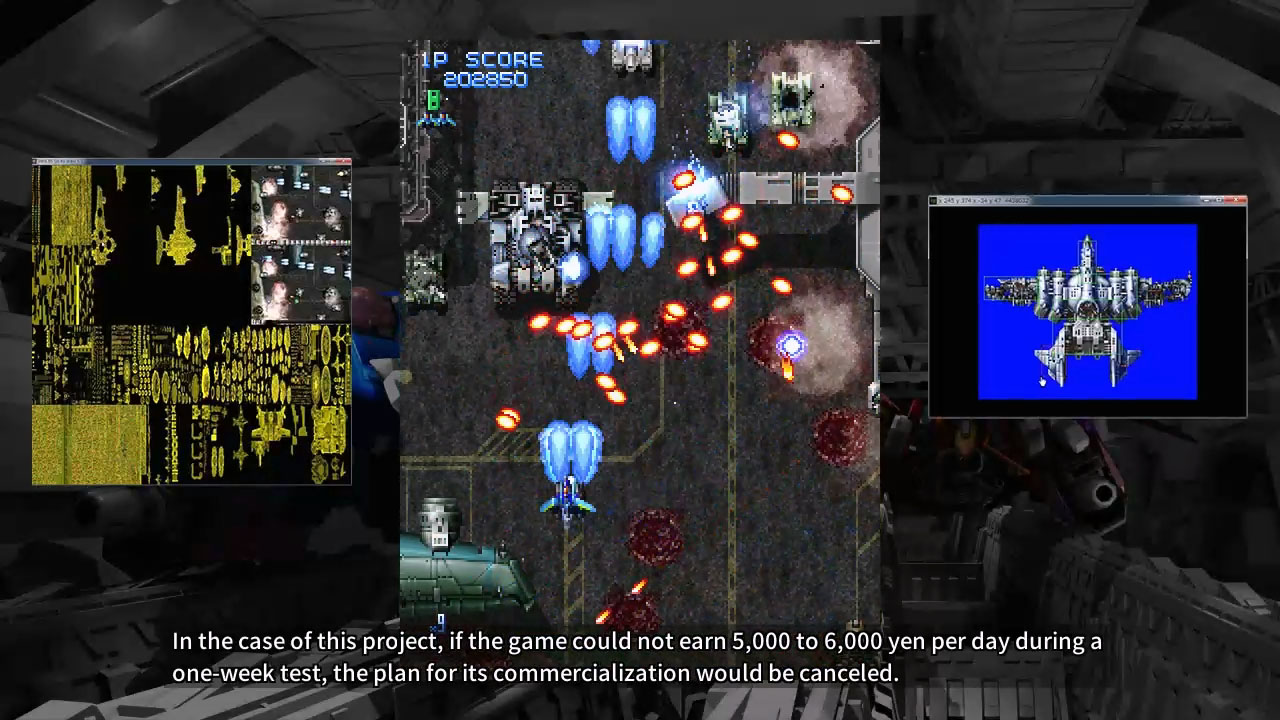 1P SCORE
202850
In the case of this project, if the game could not earn 5,000 to 6,000 yen per day during a
one-week test, the plan for its commercialization would be canceled.